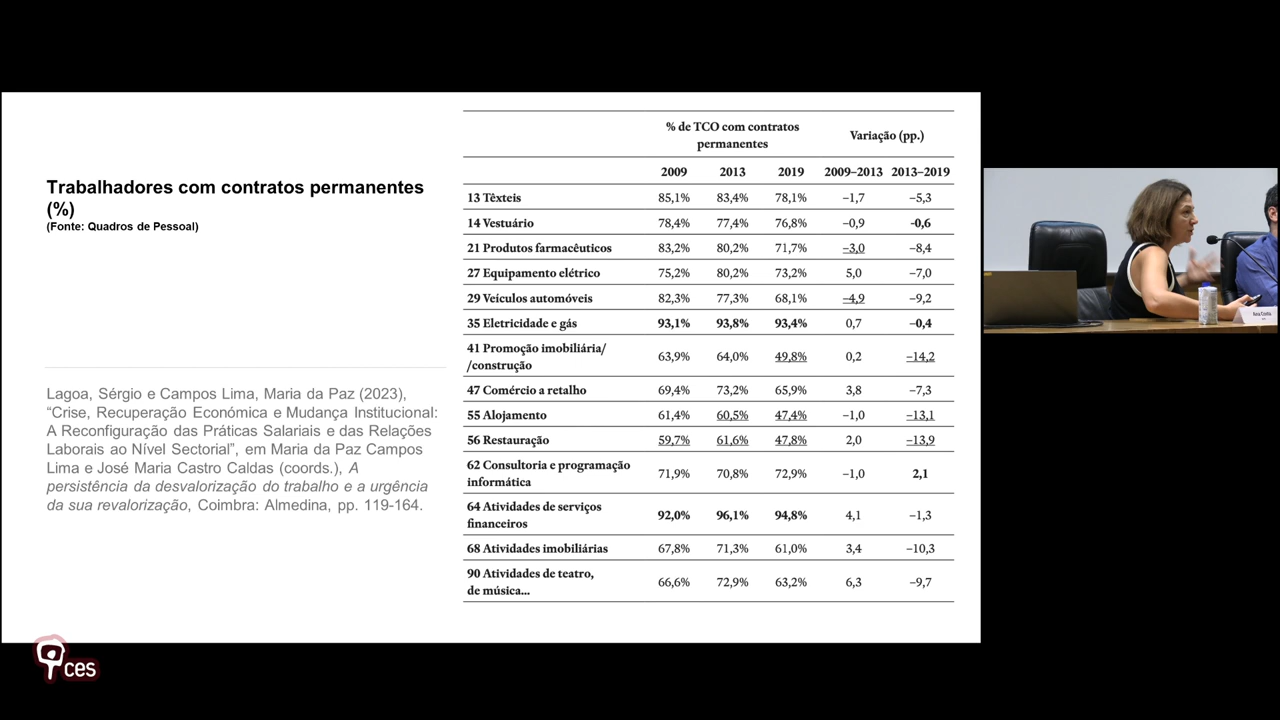 Trabalhadores com contratos permanentes
(%)
(Fonte: Quadros de Pessoal)
Lagoa, Sérgio e Campos Lima, Maria da Paz (2023),
“Crise, Recuperação Económica e Mudança Institucional:
A Reconfiguração das Práticas Salariais e das Relações
Laborais ao Nível Sectorial”, em Maria da Paz Campos
Lima e José Maria Castro Caldas (coords.), A
persistência da desvalorização do trabalho e a urgência
da sua revalorização, Coimbra: Almedina, pp. 119-164.
% de TCO com contratos
permanentes
Variação (pp.)
2009 2013 2019 2009–2013 2013–2019
13 Têxteis 85,1% 83,4% 78,1% –1,7 –5,3
14 Vestuário 78,4% 77,4% 76,8% –0,9 -0,6
21 Produtos farmacêuticos 83,2% 80,2% 71,7% –3,0 –8,4
27 Equipamento elétrico 75,2% 80,2% 73,2% 5,0 –7,0
29 Veículos automóveis 82,3% 77,3% 68,1% –4,9 –9,2
35 Eletricidade e gás 93,1% 93,8% 93,4% 0,7 –0,4
41 Promoção imobiliária/
/construção 63,9% 64,0% 49,8% 0,2 –14,2
47 Comércio a retalho 69,4% 73,2% 65,9% 3,8 –7,3
55 Alojamento 61,4% 60,5% 47,4% –1,0 –13,1
56 Restauração 59,7% 61,6% 47,8% 2,0 –13,9
62 Consultoria e programação
informática 71,9% 70,8% 72,9% –1,0 2,1
64 Atividades de serviços
financeiros 92,0% 96,1% 94,8% 4,1 –1,3
68 Atividades imobiliárias 67,8% 71,3% 61,0% 3,4 –10,3
90 Atividades de teatro,
de música... 66,6% 72,9% 63,2% 6,3 –9,7
Ana Costa
ces